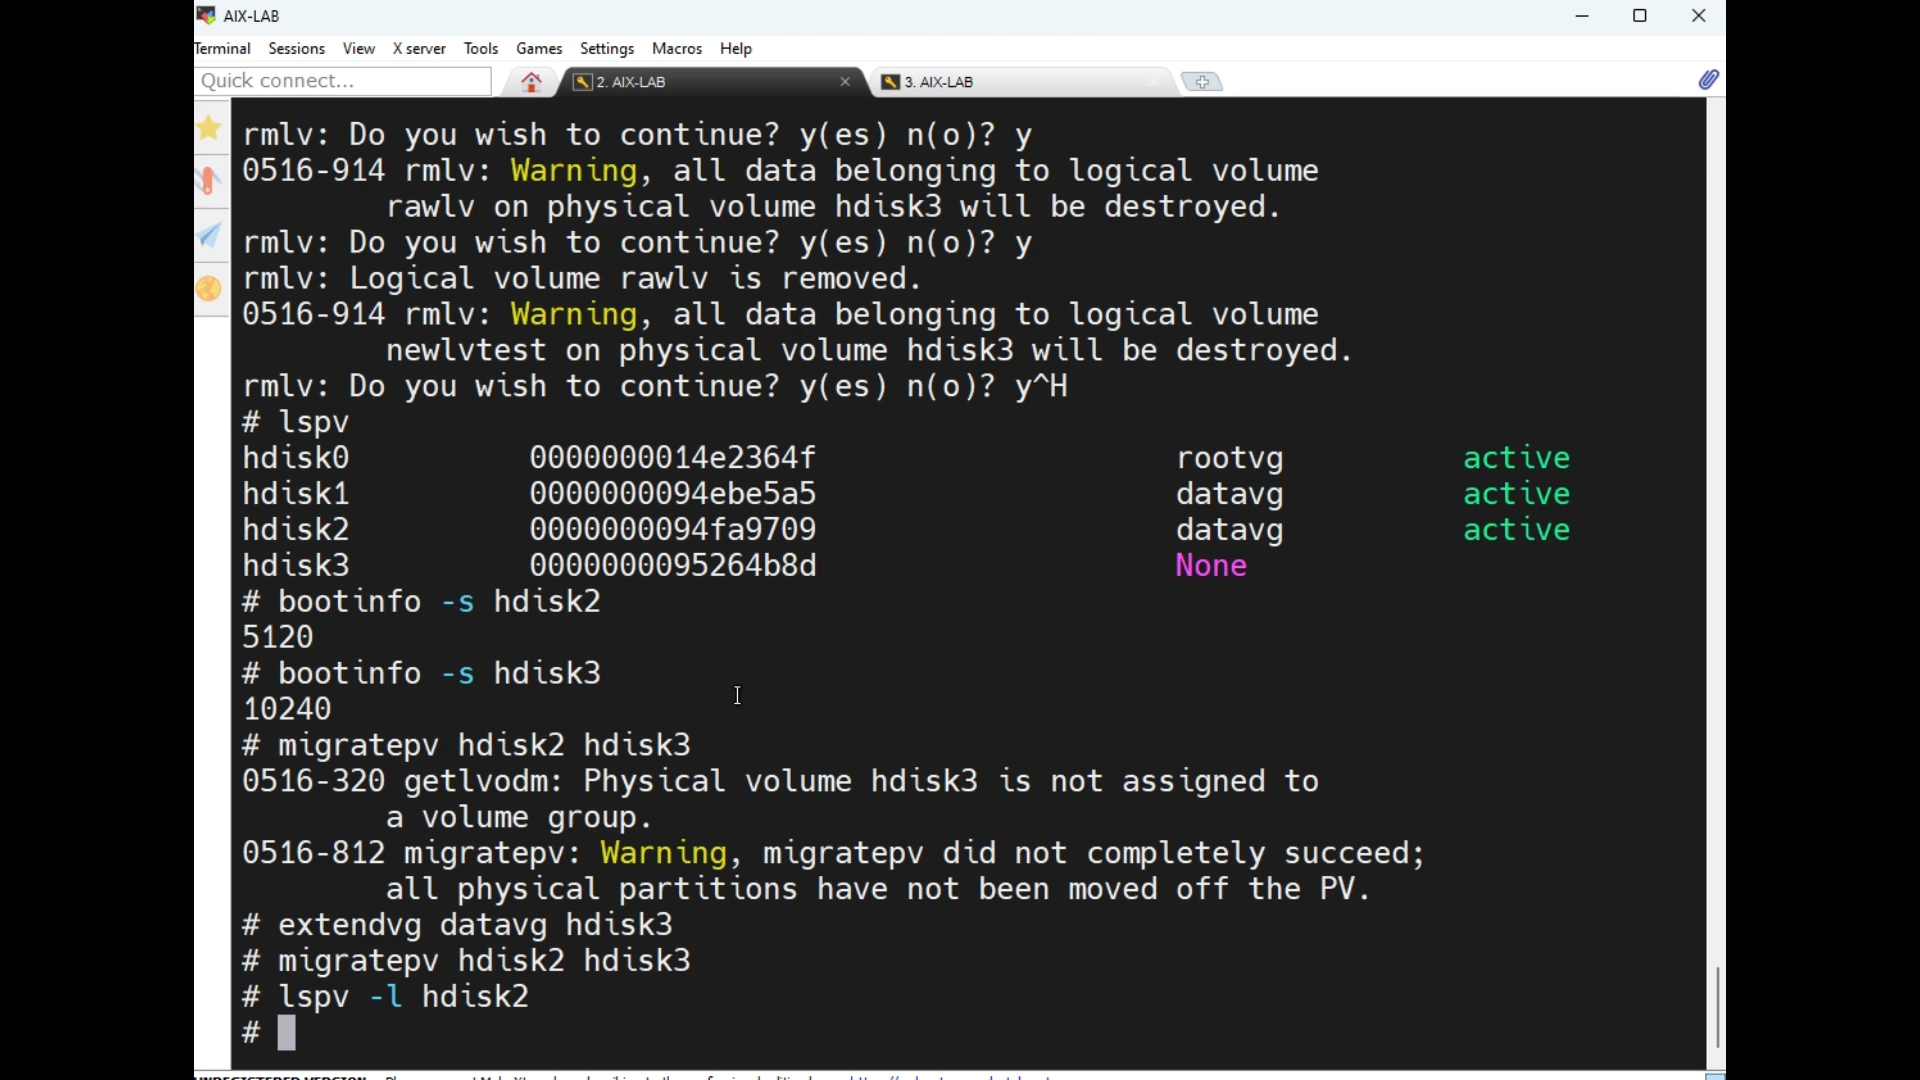 AIX-LAB
Terminal Sessions View X server Tools Games Settings Macros Help
Quick connect... 2. AIX-LAB 3. AIX-LAB
rmlv: Do you wish to continue? y(es) n(o)? y
0516-914 rmlv: Warning, all data belonging to logical volume
rawlv on physical volume hdisk3 will be destroyed.
rmlv: Do you wish to continue? y(es) n(o)? y
rmlv: Logical volume rawlv is removed.
0516-914 rmlv: Warning, all data belonging to logical volume
newlvtest on physical volume hdisk3 will be destroyed.
rmlv: Do you wish to continue? y(es) n(o)? y^H
# lspv
hdisk0 0000000014e2364f rootvg active
hdisk1 0000000094ebe5a5 datavg active
hdisk2 0000000094fa9709 datavg active
hdisk3 0000000095264b8d None
# bootinfo -s hdisk2
5120
# bootinfo -s hdisk3
10240
# migratepv hdisk2 hdisk3
0516-320 getlvodm: Physical volume hdisk3 is not assigned to
a volume group.
0516-812 migratepv: Warning, migratepv did not completely succeed;
all physical partitions have not been moved off the PV.
# extendvg datavg hdisk3
# migratepv hdisk2 hdisk3
# lspv -l hdisk2
#
UNREGISTERED VERSION